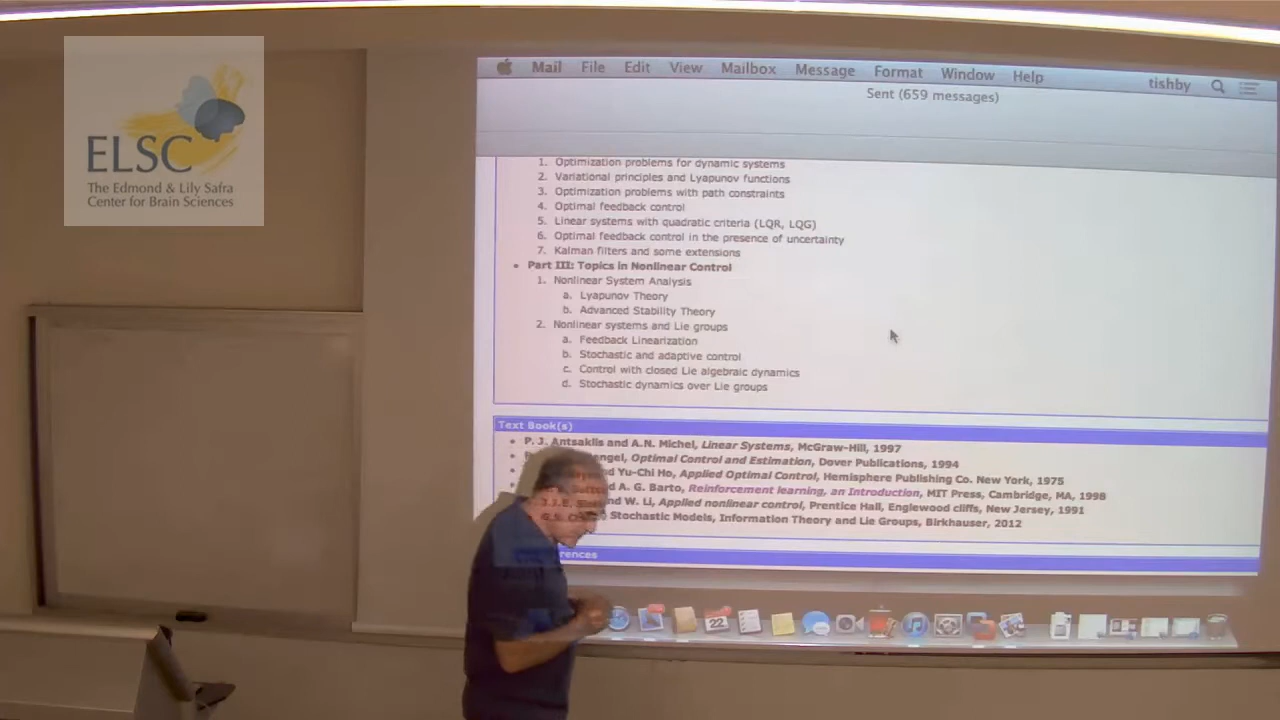 ELSC
The Edmond & Lily Safra
Center for Brain Sciences
Mail File Edit View Mailbox Message Format Window Help tishby
Sent (659 messages)
1. Optimization problems for dynamic systems
2. Variational principles and Lyapunov functions
3. Optimization problems with path constraints
4. Optimal feedback control
5. Linear systems with quadratic criteria (LQR, LQG)
6. Optimal feedback control in the presence of uncertainty
7. Kalman filters and some extensions
• Part III: Topics in Nonlinear Control
1. Nonlinear System Analysis
a. Lyapunov Theory
b. Advanced Stability Theory
2. Nonlinear systems and Lie groups
a. Feedback Linearization
b. Stochastic and adaptive control
c. Control with closed Lie algebraic dynamics
d. Stochastic dynamics over Lie groups
Text Book(s)
• P. J. Antsaklis and A.N. Michel, Linear Systems, McGraw-Hill, 1997
Optimal Control and Estimation, Dover Publications, 1994
Yu-Chi Ho, Applied Optimal Control, Hemisphere Publishing Co. New York, 1975
A. G. Barto, Reinforcement learning, an Introduction, MIT Press, Cambridge, MA, 1998
and W. Li, Applied nonlinear control, Prentice Hall, Englewood cliffs, New Jersey, 1991
Stochastic Models, Information Theory and Lie Groups, Birkhauser, 2012
22